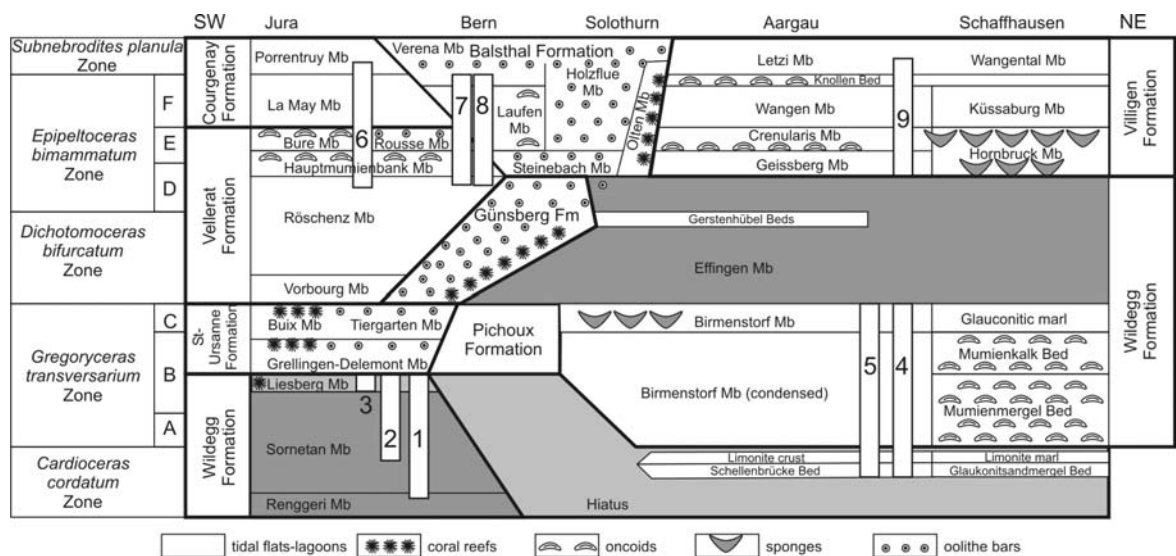 SW Jura Bern Solothurn Aargau Schaffhausen NE
Subnebrodites planula
Zone
Epipeltoceras
bimammatum
Zone
Dichotomoceras
bifurcatum
Zone
Gregoryceras
transversarium
Zone
Cardioceras
cordatum
Zone
F
E
D
C
B
A
Courgenay
Formation
Vellerat
Formation
St-
Ursanne
Formation
Wildegg
Formation
Porrentruy Mb
La May Mb
Bure Mb
Rousse Mb
Hauptmumienbank Mb
Röschenz Mb
Vorbourg Mb
Buix Mb
Tiergarten Mb
Grellingen-Delemont Mb
Liesberg Mb
Sornetan Mb
Renggeri Mb
6
3
2
1
Verena Mb
Balsthal Formation
7
8
Laufen
Mb
Holzflue
Mb
Olten Mb
Steinebach Mb
Günsberg Fm
Pichoux
Formation
Hiatus
Letzi Mb
Knollen Bed
Wangen Mb
Crenularis Mb
Geissberg Mb
Gerstenhübel Beds
Effingen Mb
Birmenstorf Mb
Birmenstorf Mb (condensed)
Limonite crust
Schellenbrücke Bed
5
4
9
Wangental Mb
Küssaburg Mb
Hornbruck Mb
Glauconitic marl
Mumienkalk Bed
Mumienmergel Bed
Limonite marl
Glaukonitsandmergel Bed
Villigen
Formation
Wildegg
Formation
tidal flats-lagoons coral reefs oncoids sponges oolithe bars